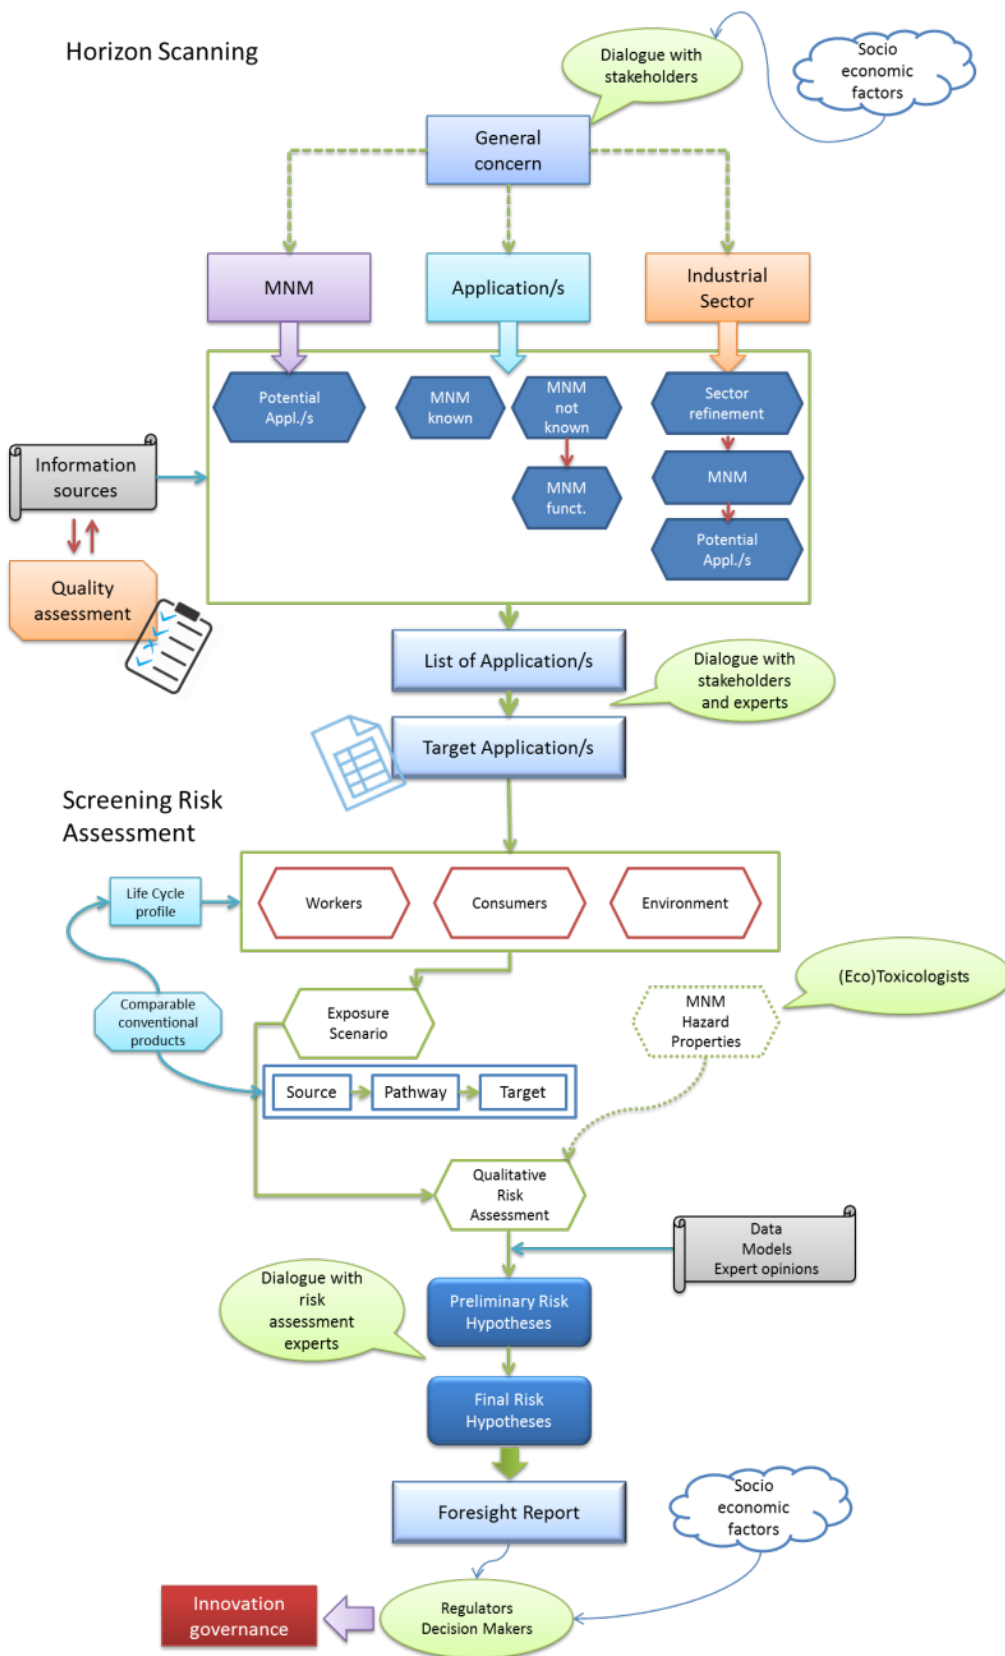 Horizon Scanning
Dialogue with
stakeholders
Socio
economic
factors
General
concern
MNM
Application/s
Industrial
Sector
Potential
Appl./s
MNM
known
MNM
not
known
Sector
refinement
Information
sources
MNM
funct.
MNM
Potential
Appl./s
Quality
assessment
List of Application/s
Dialogue with
stakeholders
and experts
Target Application/s
Screening Risk
Assessment
Life Cycle
profile
Workers
Consumers
Environment
(Eco)Toxicologists
Comparable
conventional
products
Exposure
Scenario
MNM
Hazard
Properties
Source
Pathway
Target
Qualitative
Risk
Assessment
Data
Models
Expert opinions
Dialogue with
risk
assessment
experts
Preliminary Risk
Hypotheses
Final Risk
Hypotheses
Foresight Report
Socio
economic
factors
Innovation
governance
Regulators
Decision Makers